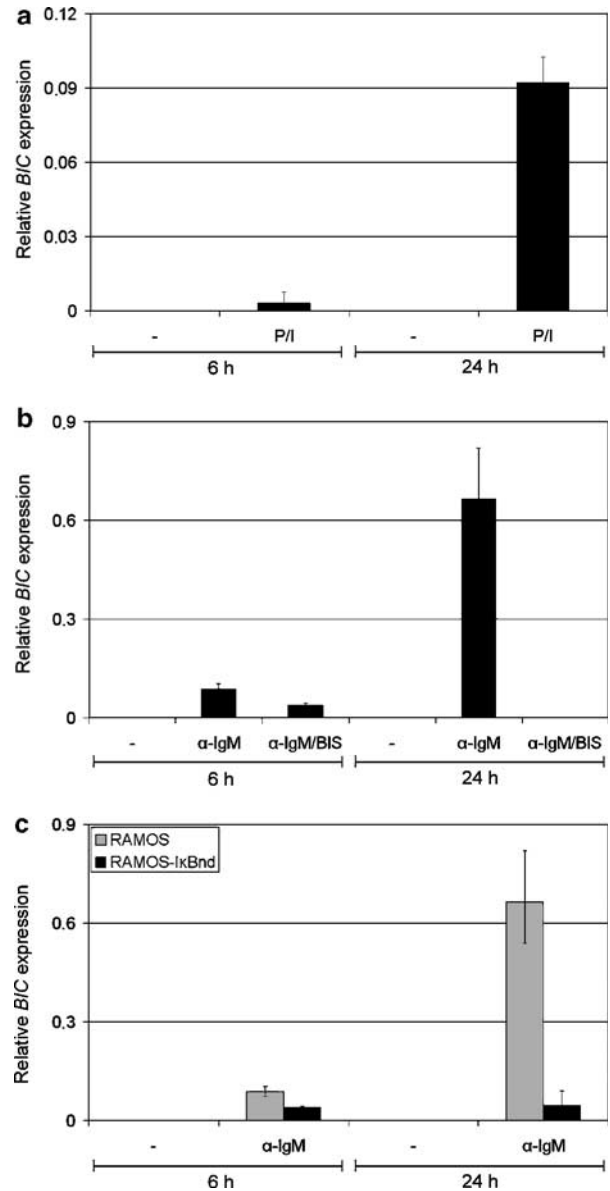 a
Relative BIC expression
0.12
0.09
0.06
0.03
0
- P/I - P/I
6 h 24 h
b
Relative BIC expression
0.9
0.6
0.3
0
- α-IgM α-IgM/BIS - α-IgM α-IgM/BIS
6 h 24 h
c
Relative BIC expression
RAMOS
RAMOS-IκBnd
0.9
0.6
0.3
0
- α-IgM - α-IgM
6 h 24 h